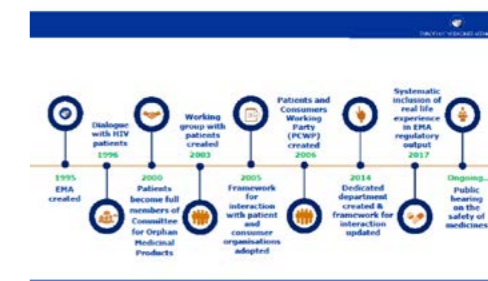 EUROPEAN MEDICINES AGENCY
1995
EMA
created
Dialogue
with HIV
patients
1996
2000
Patients
become full
members of
Committee
for Orphan
Medicinal
Products
Working
group with
patients
created
2003
2005
Framework
for
interaction
with patient
and
consumer
organisations
adopted
Patients and
Consumers
Working
Party
(PCWP)
created
2006
2014
Dedicated
department
created &
framework for
interaction
updated
Systematic
inclusion of
real life
experience
in EMA
regulatory
output
2017
Ongoing...
Public
hearing
on the
safety of
medicines